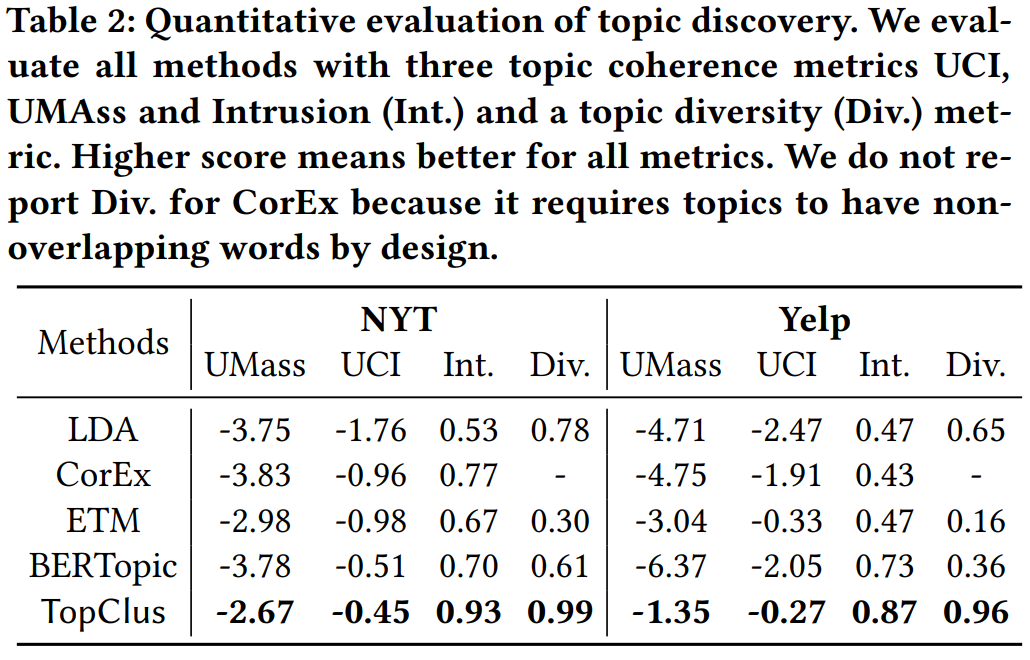 Table 2: Quantitative evaluation of topic discovery. We eval-
uate all methods with three topic coherence metrics UCI,
UMAss and Intrusion (Int.) and a topic diversity (Div.) met-
ric. Higher score means better for all metrics. We do not re-
port Div. for CorEx because it requires topics to have non-
overlapping words by design.
Methods NYT Yelp
UMass UCI Int. Div. UMass UCI Int. Div.
LDA -3.75 -1.76 0.53 0.78 -4.71 -2.47 0.47 0.65
CorEx -3.83 -0.96 0.77 - -4.75 -1.91 0.43 -
ETM -2.98 -0.98 0.67 0.30 -3.04 -0.33 0.47 0.16
BERTopic -3.78 -0.51 0.70 0.61 -6.37 -2.05 0.73 0.36
TopClus -2.67 -0.45 0.93 0.99 -1.35 -0.27 0.87 0.96